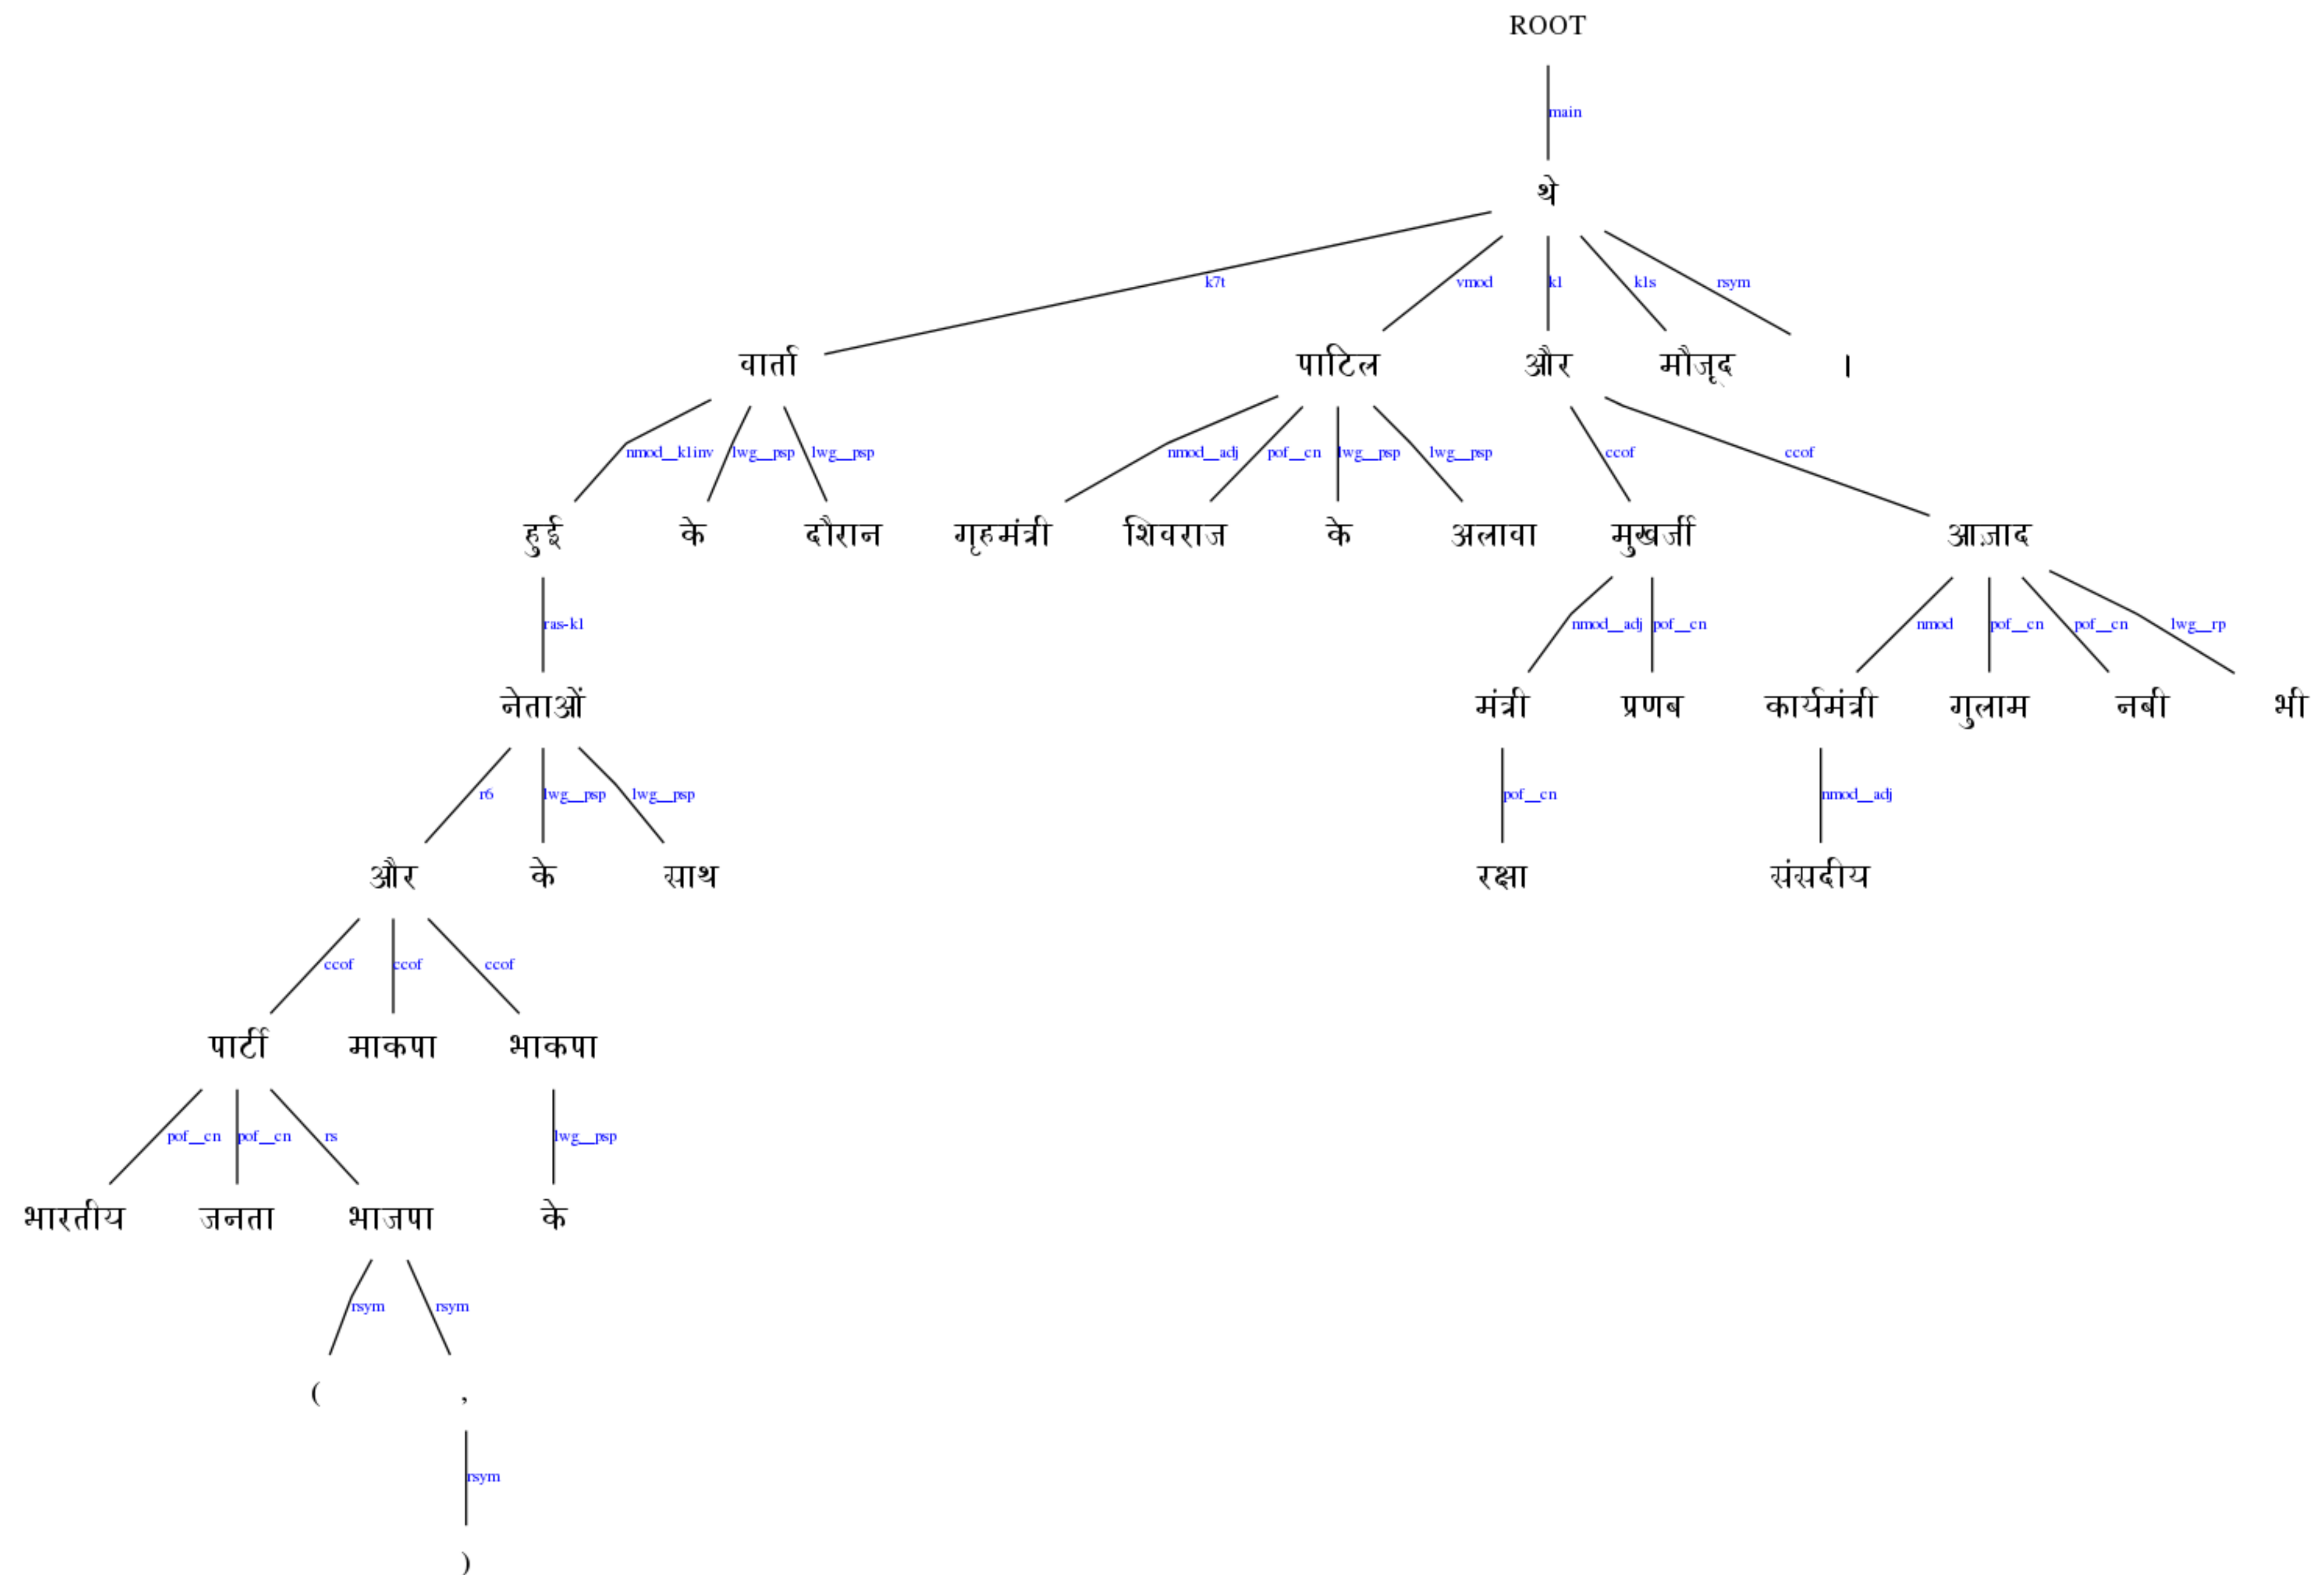 ROOT
main
थे
k7t vmod k1 k1s rsym
वार्ता पाटिल और मौजूद ।
nmod__k1inv lwg__psp lwg__psp nmod__adj pof__cn lwg__psp lwg__psp ccof ccof
हुई के दौरान गृहमंत्री शिवराज के अलावा मुखर्जी आज़ाद
ras-k1 nmod__adj pof__cn nmod pof__cn pof__cn lwg__rp
नेताओं मंत्री प्रणब कार्यमंत्री गुलाम नबी भी
r6 lwg__psp lwg__psp pof__cn nmod__adj
और के साथ रक्षा संसदीय
ccof ccof ccof
पार्टी माकपा भाकपा
pof__cn pof__cn rs lwg__psp
भारतीय जनता भाजपा के
rsym rsym
( ,
rsym
)